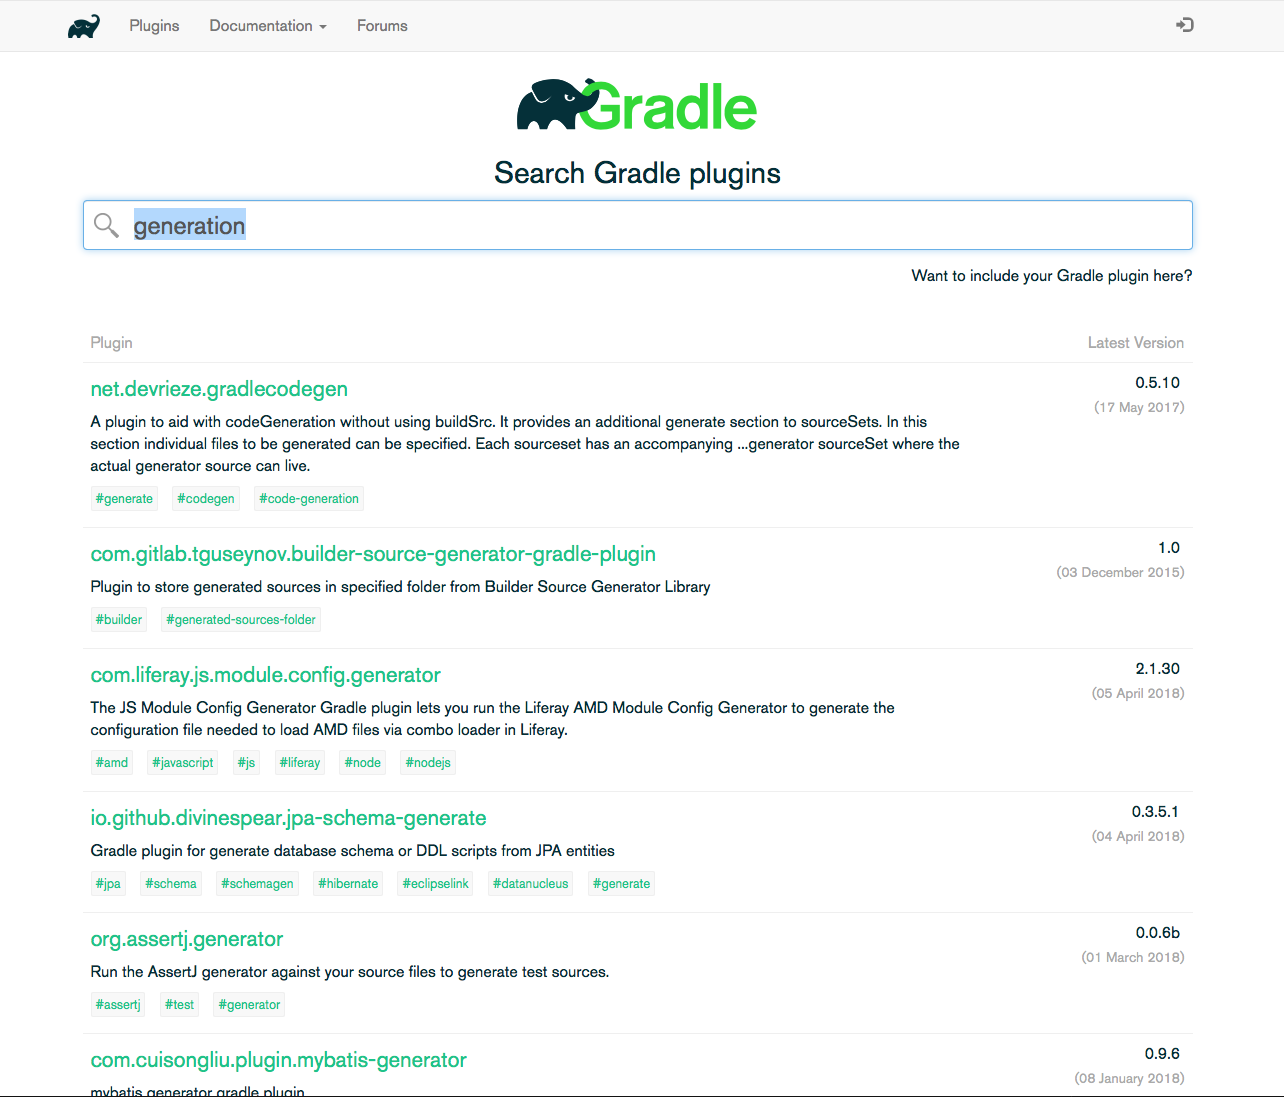 Plugins Documentation Forums
Gradle
Search Gradle plugins
generation
Want to include your Gradle plugin here?
Plugin Latest Version
net.devrieze.gradlecodegen 0.5.10
(17 May 2017)
A plugin to aid with codeGeneration without using buildSrc. It provides an additional generate section to sourceSets. In this
section individual files to be generated can be specified. Each sourceset has an accompanying ...generator sourceSet where the
actual generator source can live.
#generate #codegen #code-generation
com.gitlab.tguseynov.builder-source-generator-gradle-plugin 1.0
(03 December 2015)
Plugin to store generated sources in specified folder from Builder Source Generator Library
#builder #generated-sources-folder
com.liferay.js.module.config.generator 2.1.30
(05 April 2018)
The JS Module Config Generator Gradle plugin lets you run the Liferay AMD Module Config Generator to generate the
configuration file needed to load AMD files via combo loader in Liferay.
#amd #javascript #js #liferay #node #nodejs
io.github.divinespear.jpa-schema-generate 0.3.5.1
(04 April 2018)
Gradle plugin for generate database schema or DDL scripts from JPA entities
#jpa #schema #schemagen #hibernate #eclipselink #datanucleus #generate
org.assertj.generator 0.0.6b
(01 March 2018)
Run the AssertJ generator against your source files to generate test sources.
#assertj #test #generator
com.cuisongliu.plugin.mybatis-generator 0.9.6
(08 January 2018)
mybatis generator gradle plugin